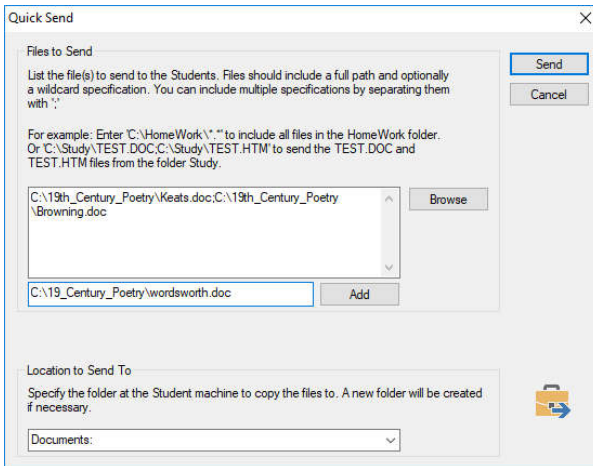 Quick Send
Files to Send
List the file(s) to send to the Students. Files should include a full path and optionally
a wildcard specification. You can include multiple specifications by separating them
with ';'
For example: Enter 'C:\HomeWork\*.*' to include all files in the HomeWork folder.
Or 'C:\Study\TEST.DOC;C:\Study\TEST.HTM' to send the TEST.DOC and
TEST.HTM files from the folder Study.
C:\19th_Century_Poetry\Keats.doc;C:\19th_Century_Poetry
\Browning.doc
C:\19_Century_Poetry\wordsworth.doc
Add
Browse
Send
Cancel
Location to Send To
Specify the folder at the Student machine to copy the files to. A new folder will be created
if necessary.
Documents: